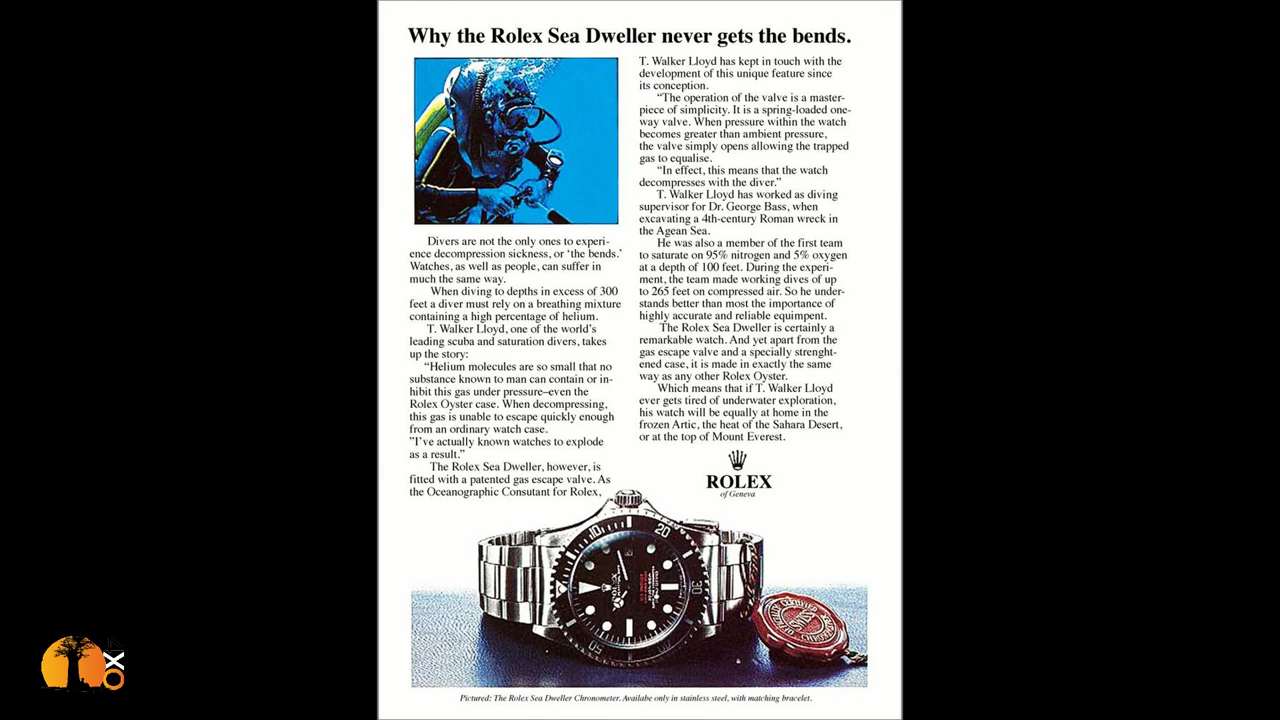 Why the Rolex Sea Dweller never gets the bends.
Divers are not the only ones to experi-
ence decompression sickness, or 'the bends.'
Watches, as well as people, can suffer in
much the same way.
When diving to depths in excess of 300
feet a diver must rely on a breathing mixture
containing a high percentage of helium.
T. Walker Lloyd, one of the world's
leading scuba and saturation divers, takes
up the story:
"Helium molecules are so small that no
substance known to man can contain or in-
hibit this gas under pressure–even the
Rolex Oyster case. When decompressing,
this gas is unable to escape quickly enough
from an ordinary watch case.
"I've actually known watches to explode
as a result."
The Rolex Sea Dweller, however, is
fitted with a patented gas escape valve. As
the Oceanographic Consutant for Rolex,
T. Walker Lloyd has kept in touch with the
development of this unique feature since
its conception.
"The operation of the valve is a master-
piece of simplicity. It is a spring-loaded one-
way valve. When pressure within the watch
becomes greater than ambient pressure,
the valve simply opens allowing the trapped
gas to equalise.
"In effect, this means that the watch
decompresses with the diver."
T. Walker Lloyd has worked as diving
supervisor for Dr. George Bass, when
excavating a 4th-century Roman wreck in
the Agean Sea.
He was also a member of the first team
to saturate on 95% nitrogen and 5% oxygen
at a depth of 100 feet. During the experi-
ment, the team made working dives of up
to 265 feet on compressed air. So he under-
stands better than most the importance of
highly accurate and reliable equimpent.
The Rolex Sea Dweller is certainly a
remarkable watch. And yet apart from the
gas escape valve and a specially strenght-
ened case, it is made in exactly the same
way as any other Rolex Oyster.
Which means that if T. Walker Lloyd
ever gets tired of underwater exploration,
his watch will be equally at home in the
frozen Artic, the heat of the Sahara Desert,
or at the top of Mount Everest.
ROLEX
of Geneva
10
20
30
40
50
Pictured: The Rolex Sea Dweller Chronometer. Availabe only in stainless steel, with matching bracelet.